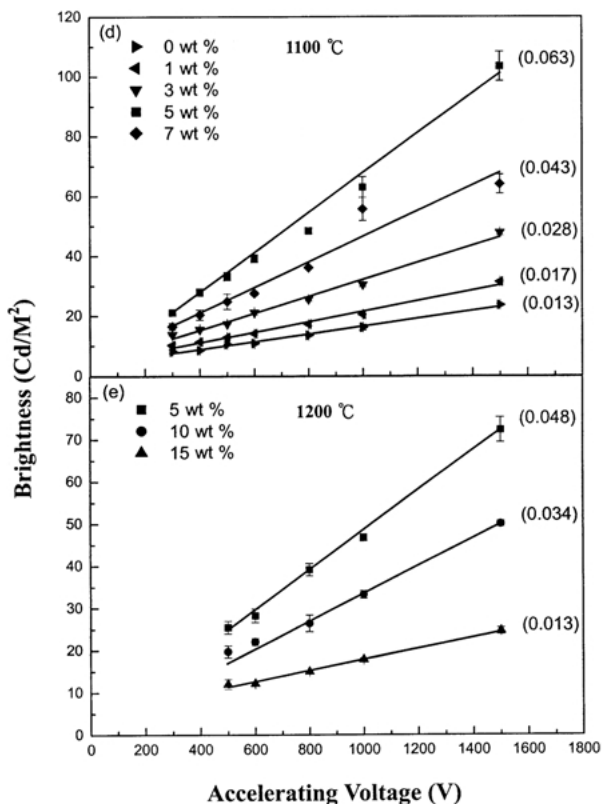 (d)
1100 ℃
0 wt %
1 wt %
3 wt %
5 wt %
7 wt %
(0.063)
(0.043)
(0.028)
(0.017)
(0.013)
120
100
80
60
40
20
0
(e)
1200 ℃
5 wt %
10 wt %
15 wt %
(0.048)
(0.034)
(0.013)
80
70
60
50
40
30
20
10
0
0 200 400 600 800 1000 1200 1400 1600 1800
Brightness (Cd/M²)
Accelerating Voltage (V)